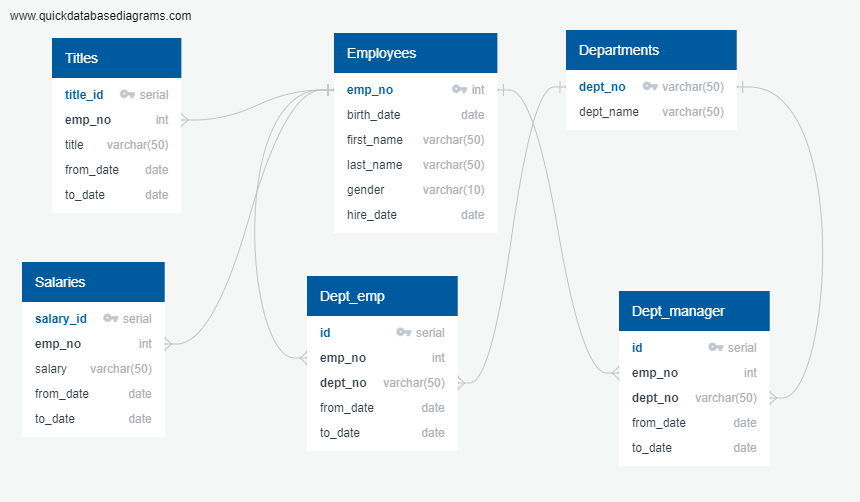 www.quickdatabasediagrams.com
Titles
title_id serial
emp_no int
title varchar(50)
from_date date
to_date date
Employees
emp_no int
birth_date date
first_name varchar(50)
last_name varchar(50)
gender varchar(10)
hire_date date
Departments
dept_no varchar(50)
dept_name varchar(50)
Salaries
salary_id serial
emp_no int
salary varchar(50)
from_date date
to_date date
Dept_emp
id serial
emp_no int
dept_no varchar(50)
from_date date
to_date date
Dept_manager
id serial
emp_no int
dept_no varchar(50)
from_date date
to_date date